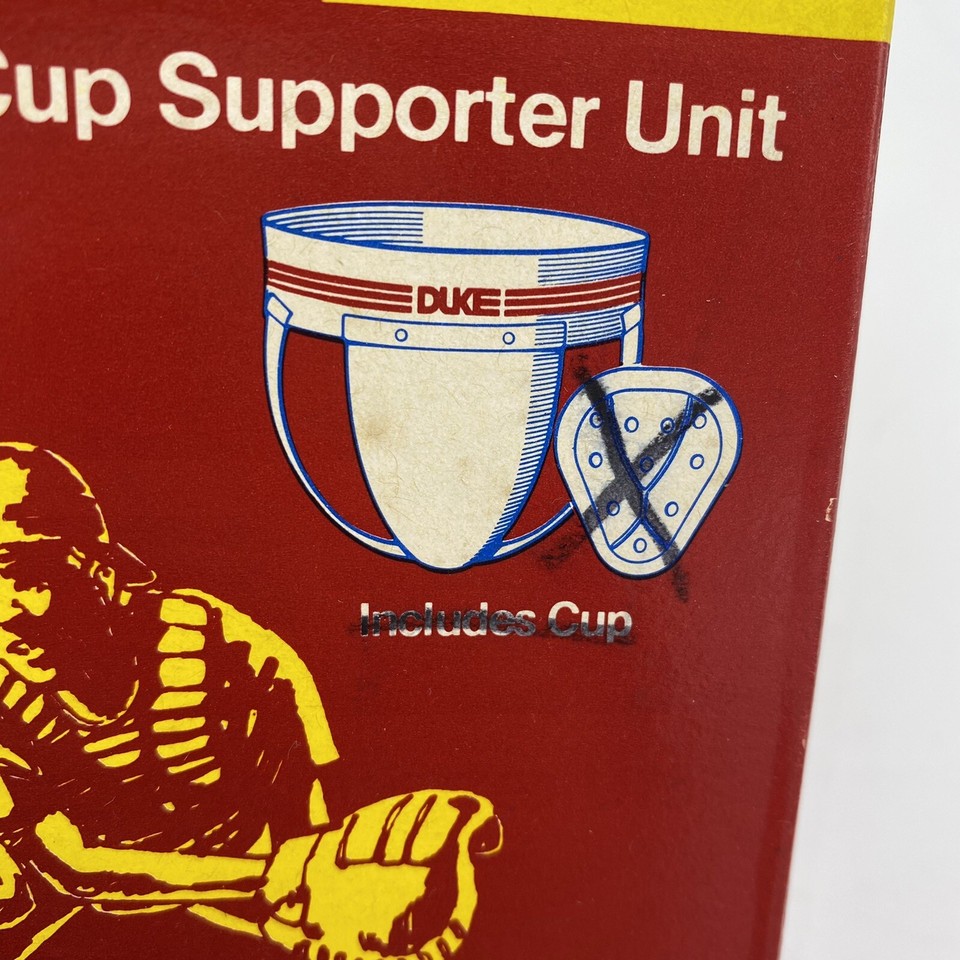 Cup Supporter Unit
DUKE
Includes Cup